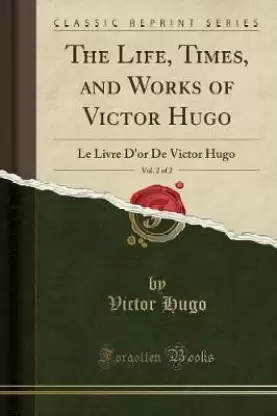 CLASSIC REPRINT SERIES
THE LIFE, TIMES,
AND WORKS OF
VICTOR HUGO
Le Livre D'or De Victor Hugo
Vol. 2 of 2
by
Victor Hugo
Forgotten Books